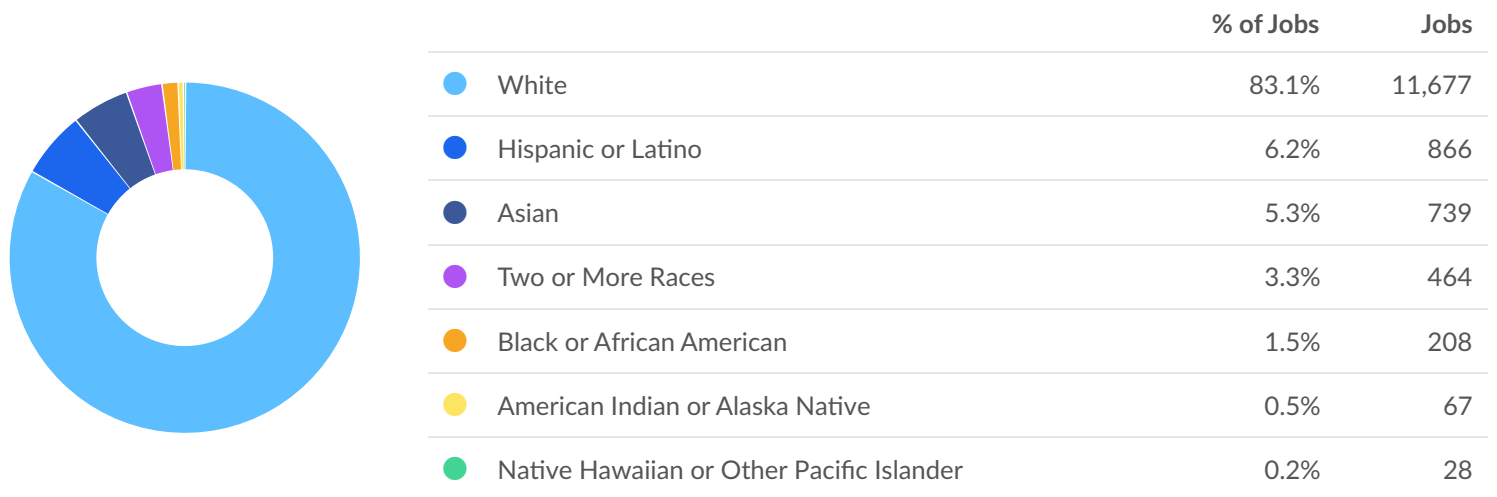 % of Jobs Jobs
White 83.1% 11,677
Hispanic or Latino 6.2% 866
Asian 5.3% 739
Two or More Races 3.3% 464
Black or African American 1.5% 208
American Indian or Alaska Native 0.5% 67
Native Hawaiian or Other Pacific Islander 0.2% 28